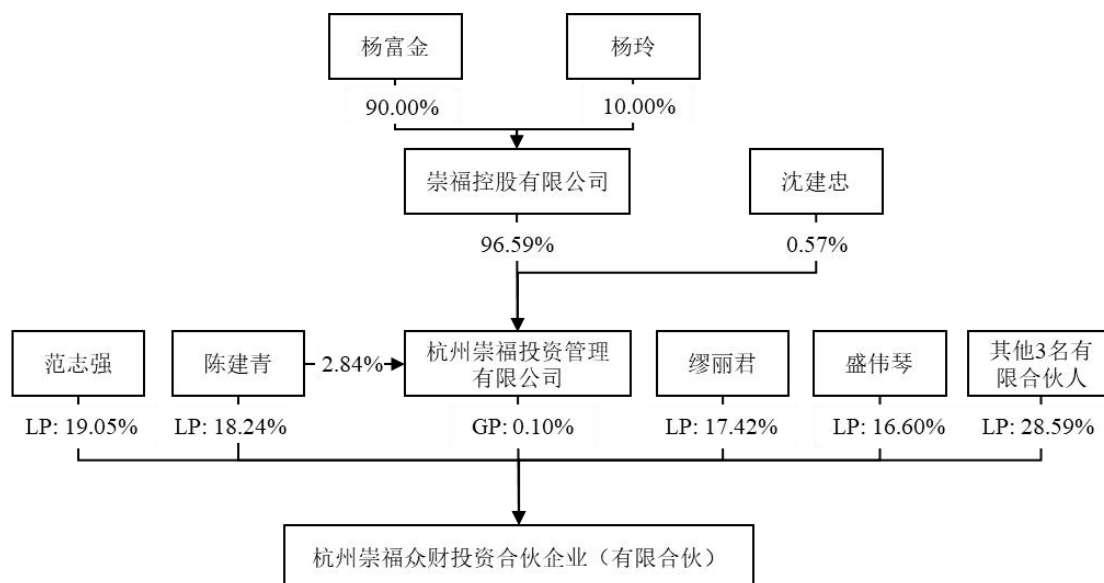 杨富金
杨玲
90.00%
10.00%
崇福控股有限公司
沈建忠
96.59%
0.57%
范志强
陈建青
2.84%
杭州崇福投资管理
有限公司
缪丽君
盛伟琴
其他3名有
限合伙人
LP: 19.05%
LP: 18.24%
GP: 0.10%
LP: 17.42%
LP: 16.60%
LP: 28.59%
杭州崇福众财投资合伙企业（有限合伙）